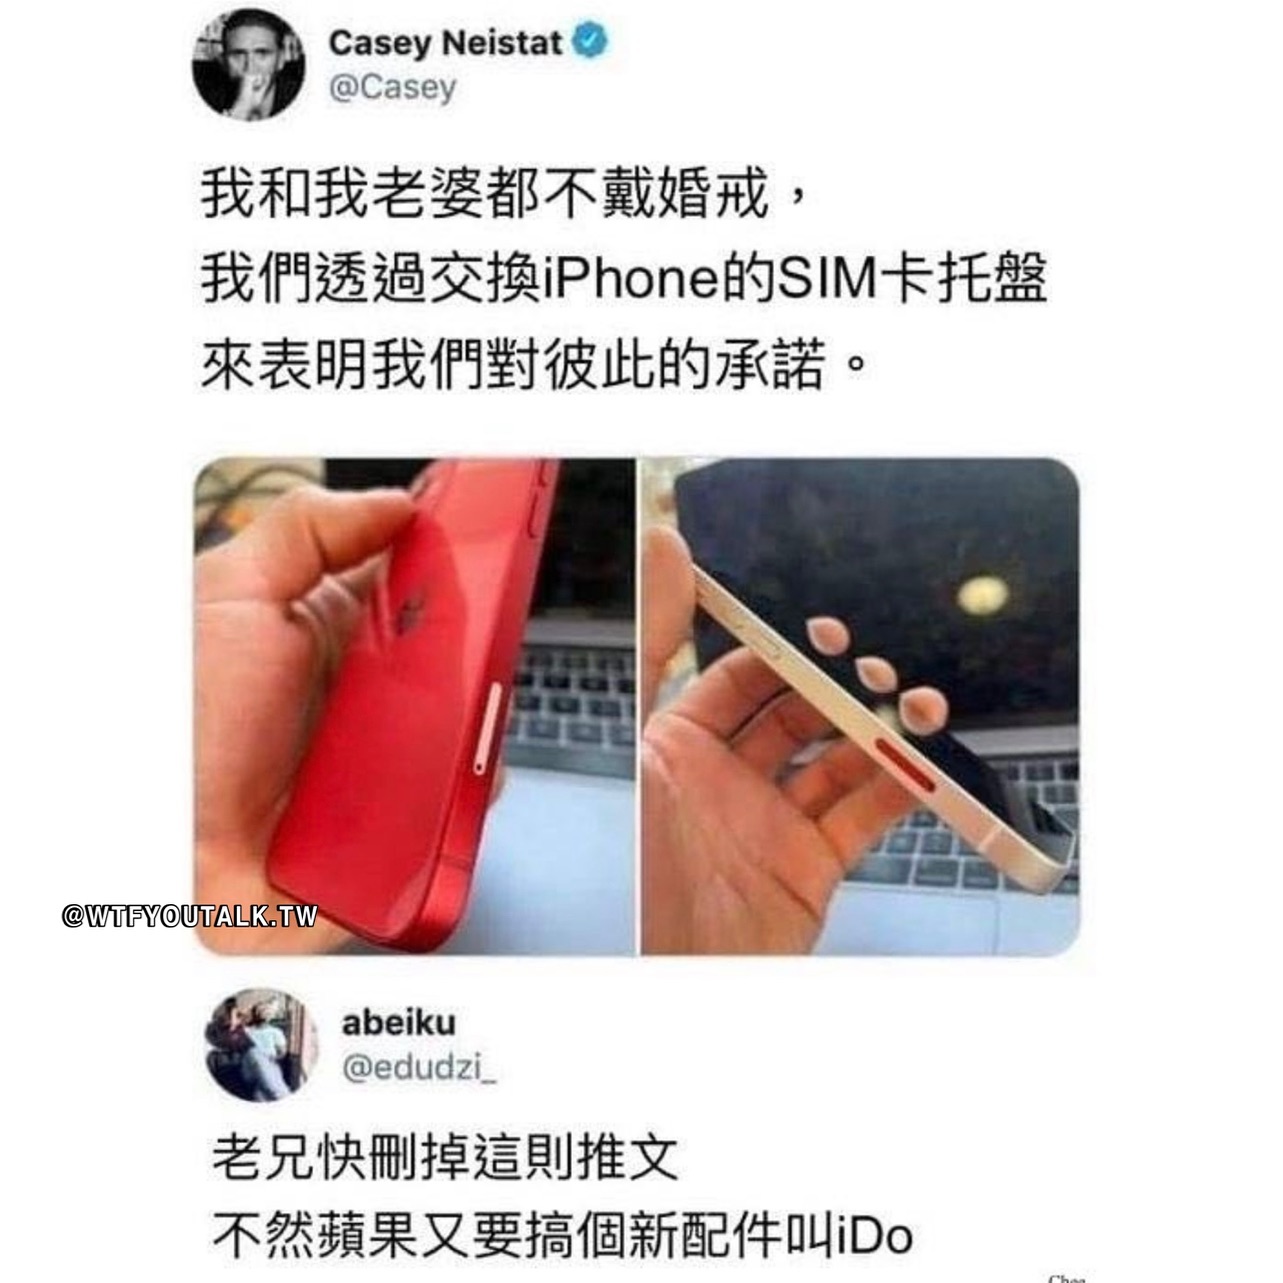 Casey Neistat
@Casey
我和我老婆都不戴婚戒，
我們透過交換iPhone的SIM卡托盤
來表明我們對彼此的承諾。
@WTFYOUTALK.TW
abeiku
@edudzi_
老兄快刪掉這則推文
不然蘋果又要搞個新配件叫iDo